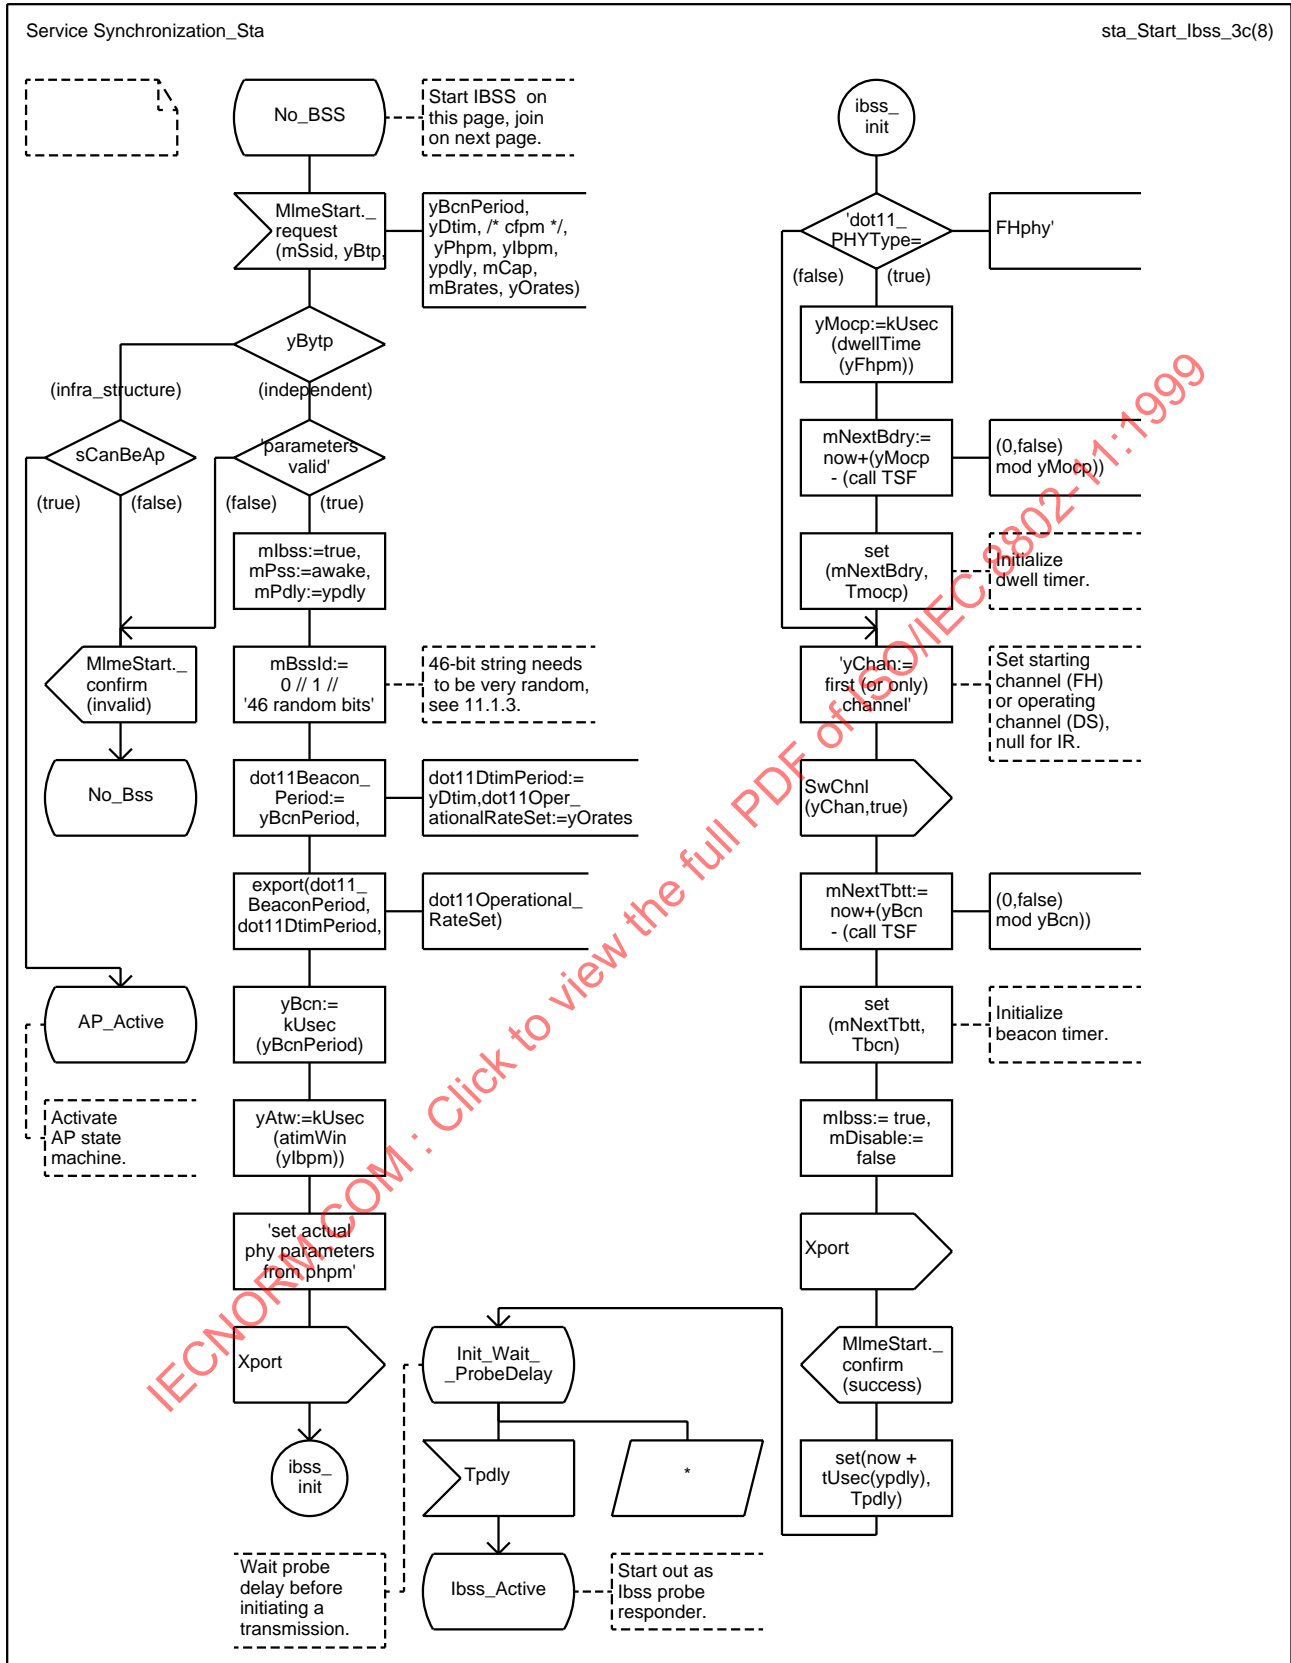 Service Synchronization_Sta
sta_Start_Ibss_3c(8)
No_BSS
Start IBSS on
this page, join
on next page.
MlmeStart._
request
(mSsid, yBtp,
yBcnPeriod,
yDtim, /* cfpm */,
yPhpm, yIbpm,
ypdly, mCap,
mBrates, yOrates)
yBytp
(infra_structure)
(independent)
sCanBeAp
'parameters
valid'
(true)
(false)
(false)
(true)
mIbss:=true,
mPss:=awake,
mPdly:=ypdly
MlmeStart._
confirm
(invalid)
mBssId:=
0 // 1 //
'46 random bits'
46-bit string needs
to be very random,
see 11.1.3.
No_Bss
dot11Beacon_
Period:=
yBcnPeriod,
dot11DtimPeriod:=
yDtim,dot11Oper_
ationalRateSet:=yOrates
export(dot11_
BeaconPeriod,
dot11DtimPeriod,
dot11Operational_
RateSet)
AP_Active
yBcn:=
kUsec
(yBcnPeriod)
Activate
AP state
machine.
yAtw:=kUsec
(atimWin
(yIbpm))
'set actual
phy parameters
from phpm'
Xport
ibss_
init
Init_Wait_
_ProbeDelay
Tpdly
*
Wait probe
delay before
initiating a
transmission.
Ibss_Active
Start out as
Ibss probe
responder.
ibss_
init
'dot11_
PHYType=
FHphy'
(false)
(true)
yMocp:=kUsec
(dwellTime
(yFhpm))
mNextBdry:=
now+(yMocp
- (call TSF
(0,false)
mod yMocp))
set
(mNextBdry,
Tmocp)
Initialize
dwell timer.
'yChan:=
first (or only)
channel'
Set starting
channel (FH)
or operating
channel (DS),
null for IR.
SwChnl
(yChan,true)
mNextTbtt:=
now+(yBcn
- (call TSF
(0,false)
mod yBcn))
set
(mNextTbtt,
Tbcn)
Initialize
beacon timer.
mIbss:= true,
mDisable:=
false
Xport
MlmeStart._
confirm
(success)
set(now +
tUsec(ypdly),
Tpdly)
IECNORM.COM : Click to view the full PDF of ISO/IEC 8802-11:1999